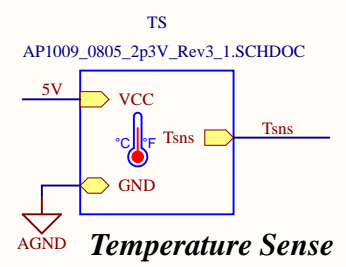 TS
AP1009_0805_2p3V_Rev3_1.SCHDOC
5V
VCC
°C °F
Tsns Tsns
GND
AGND
Temperature Sense